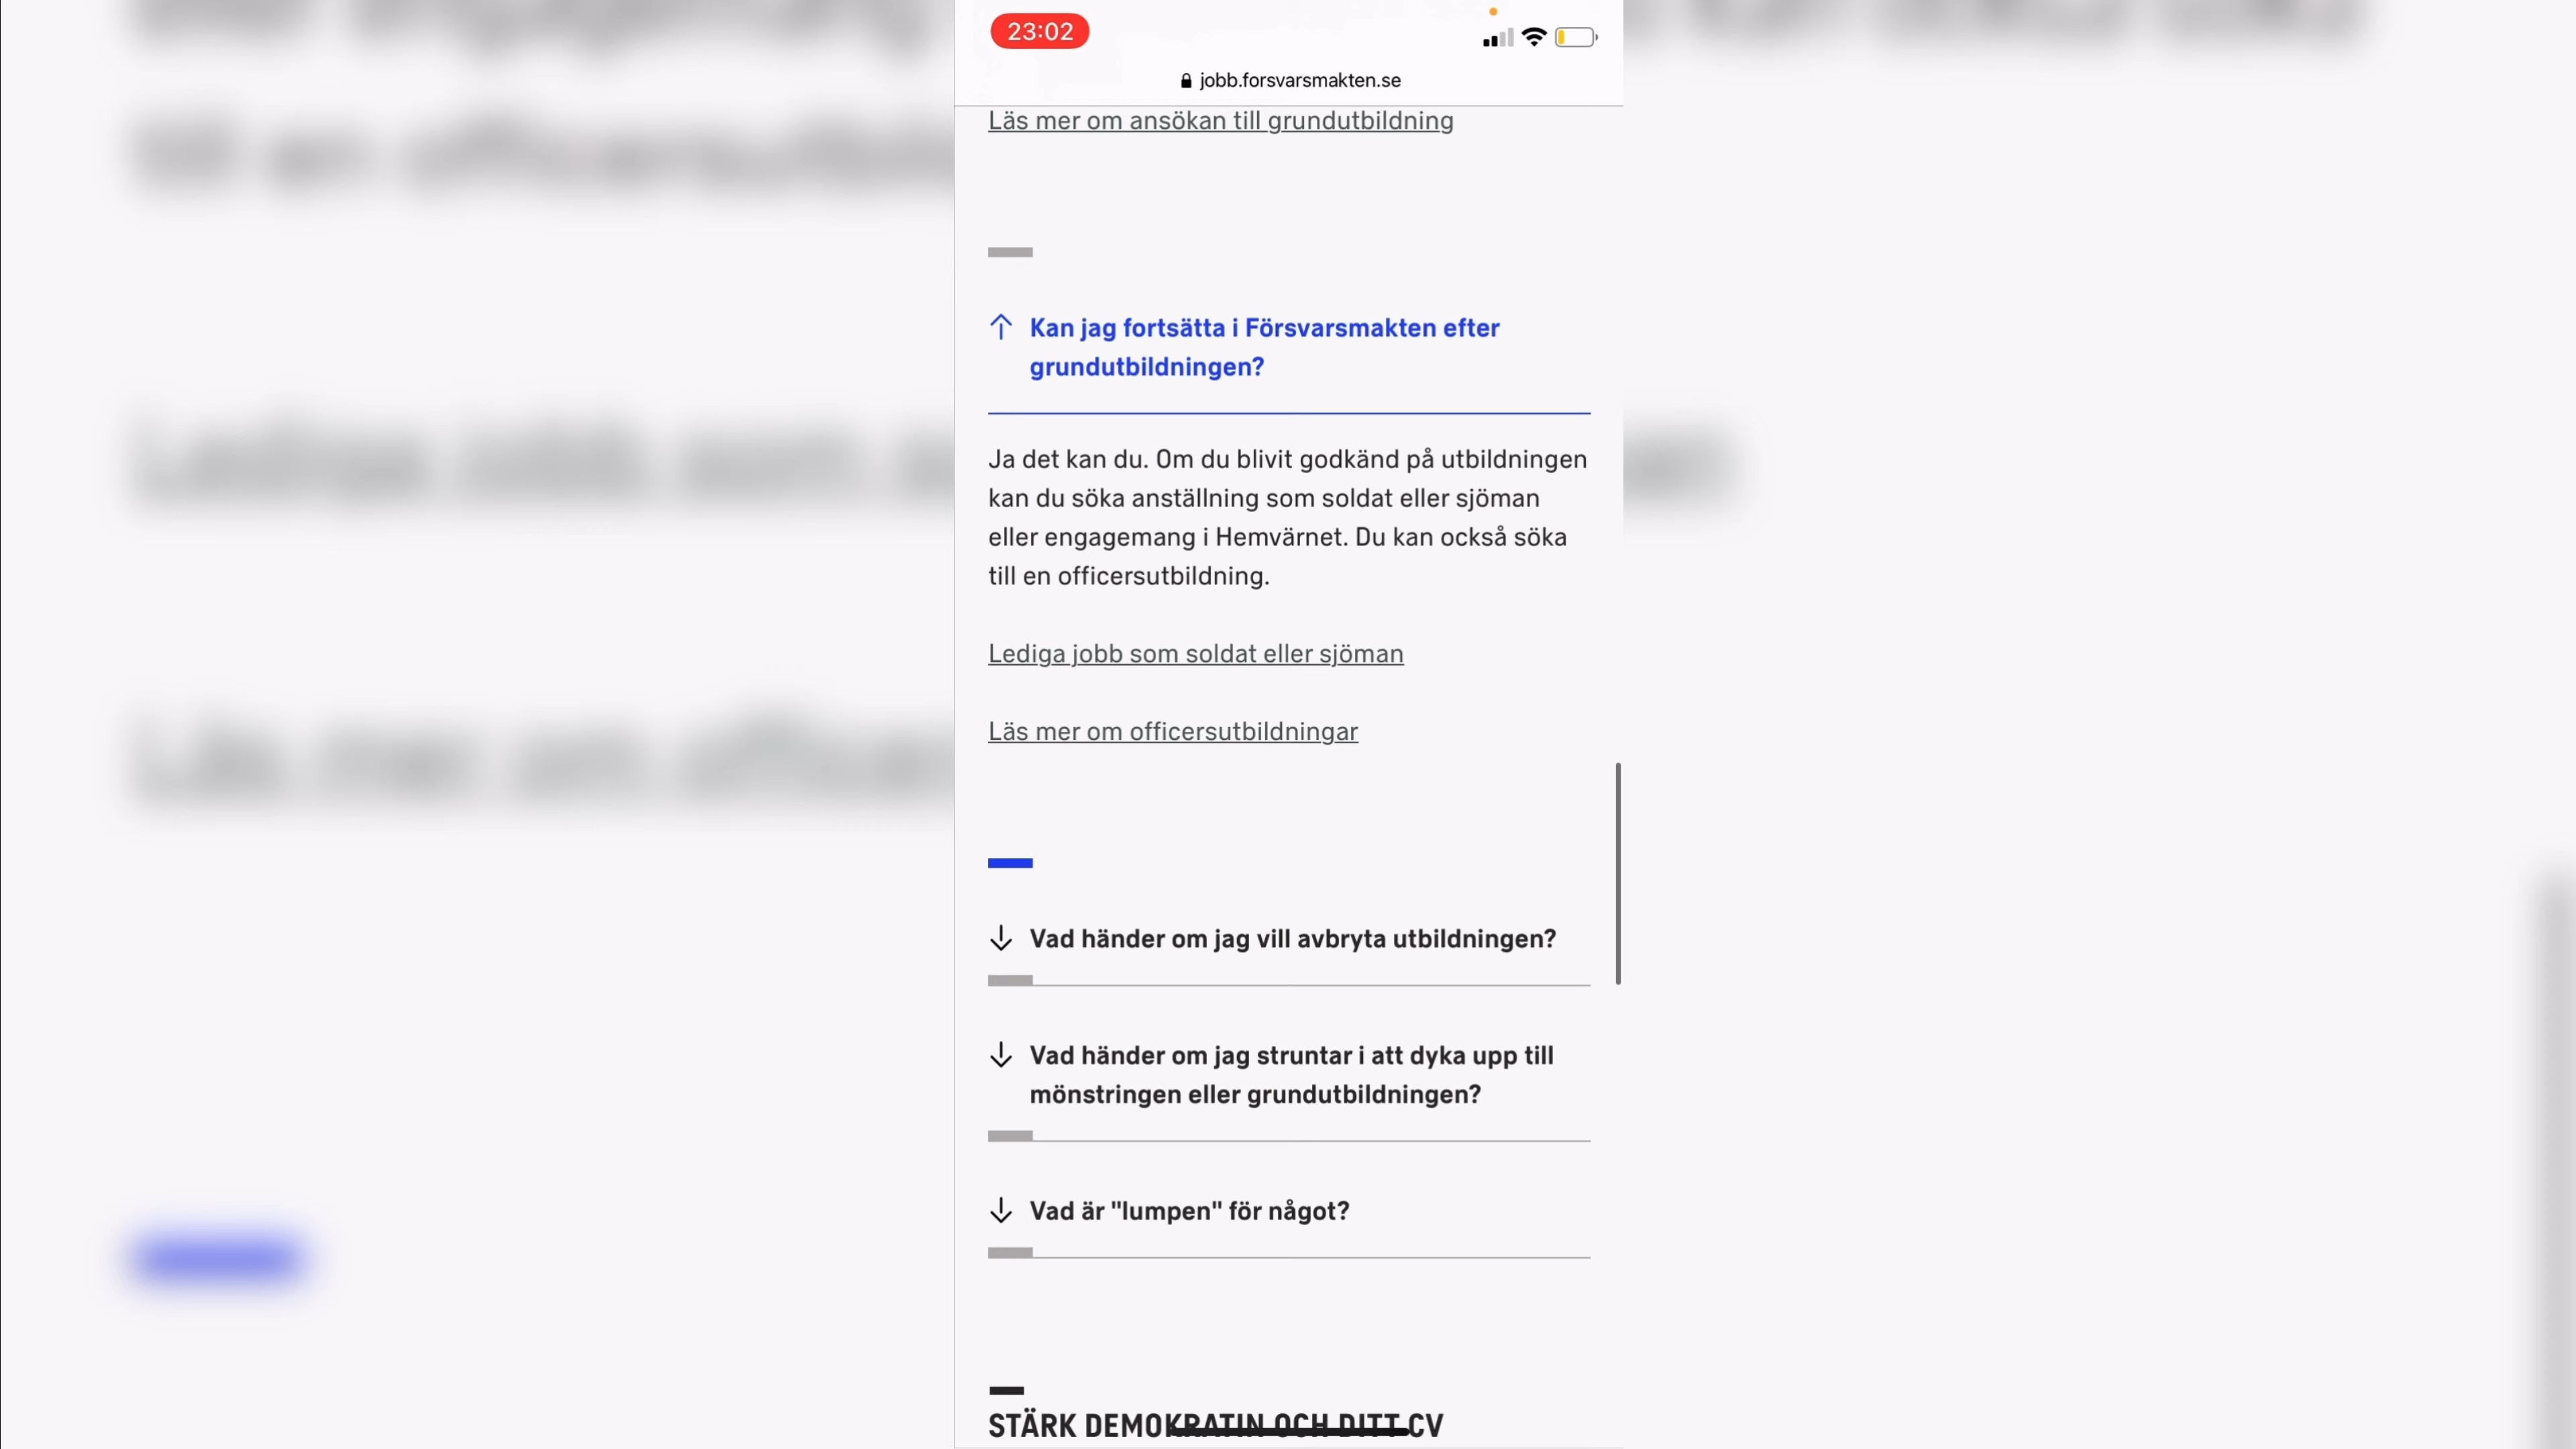 23:02
jobb.forsvarsmakten.se
Läs mer om ansökan till grundutbildning
Kan jag fortsätta i Försvarsmakten efter
grundutbildningen?
Ja det kan du. Om du blivit godkänd på utbildningen
kan du söka anställning som soldat eller sjöman
eller engagemang i Hemvärnet. Du kan också söka
till en officersutbildning.
Lediga jobb som soldat eller sjöman
Läs mer om officersutbildningar
Vad händer om jag vill avbryta utbildningen?
Vad händer om jag struntar i att dyka upp till
mönstringen eller grundutbildningen?
Vad är "lumpen" för något?
STÄRK DEMOKRATIN OCH DITT CV